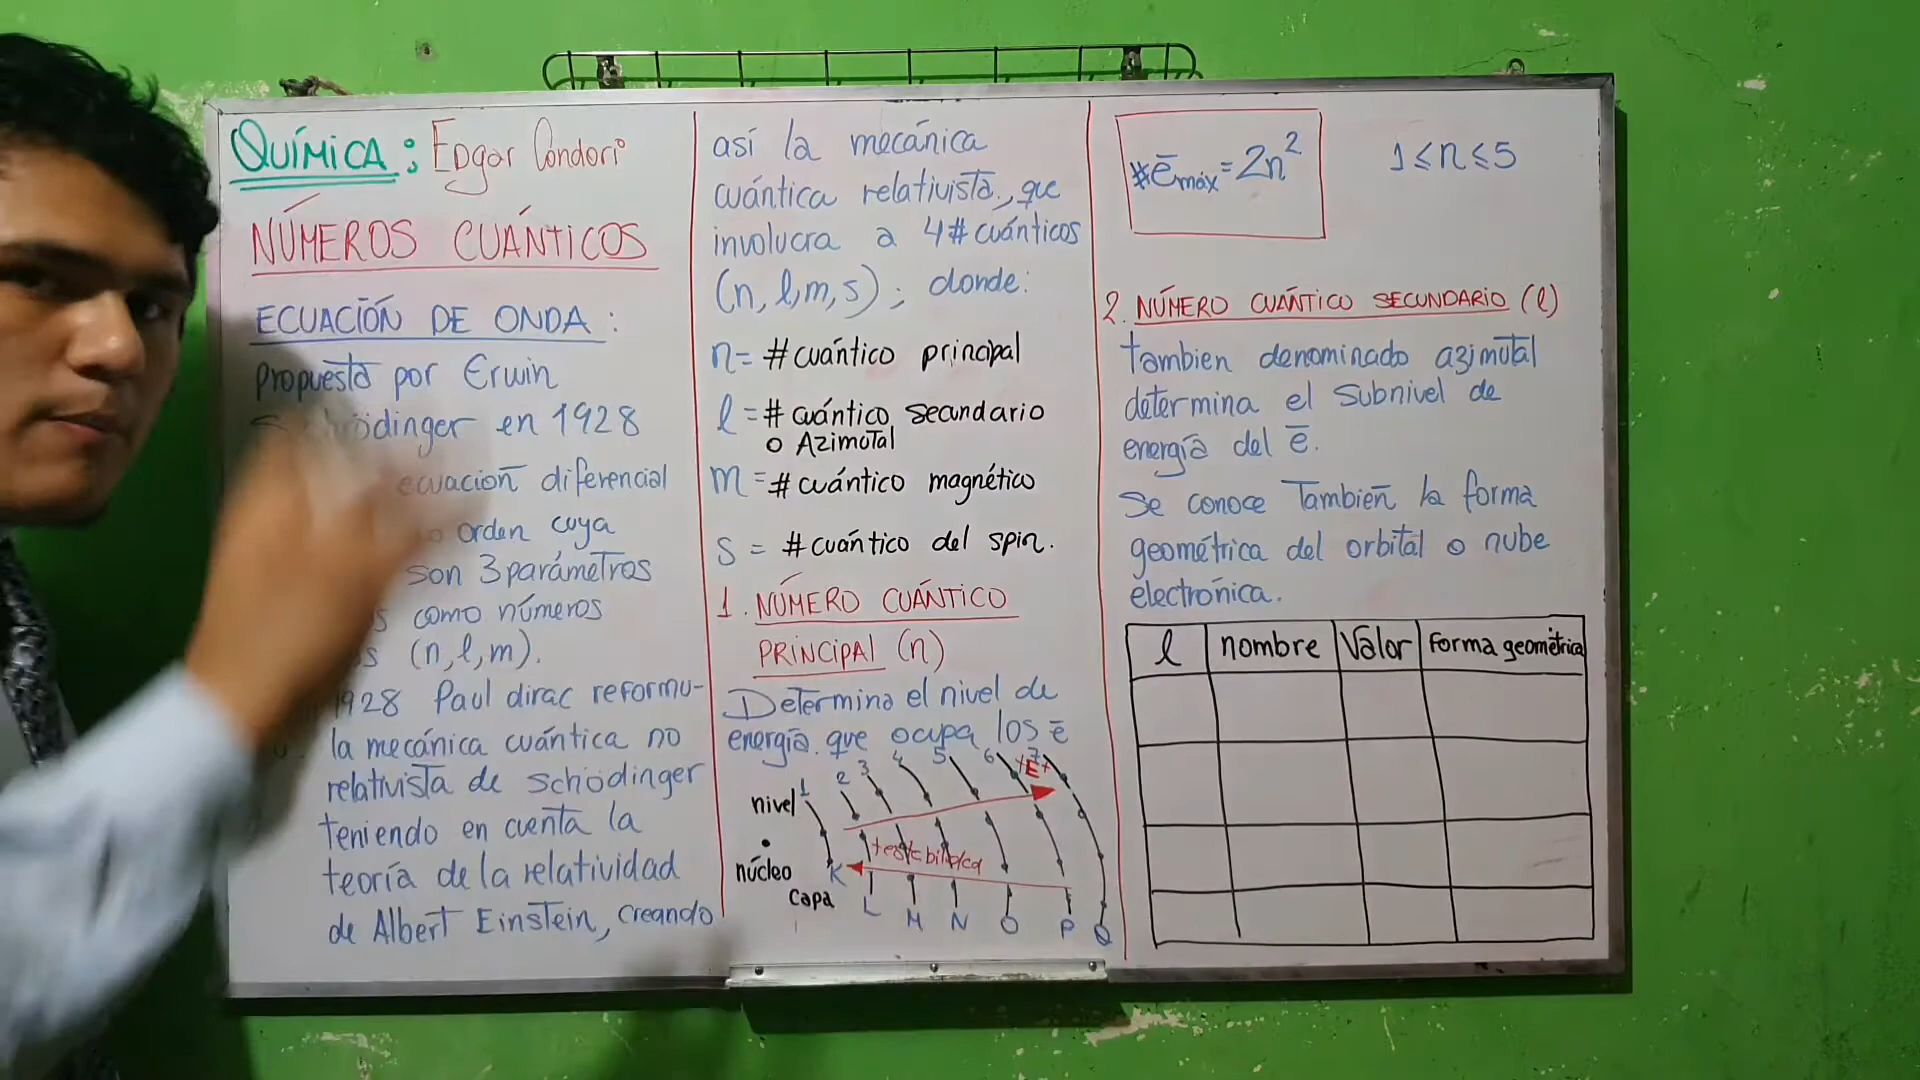 QUÍMICA: EDGAR Condori
NÚMEROS CUÁNTICOS
ECUACIÓN DE ONDA:
propuesta por Erwin
en 1928
ecuación diferencial
orden cuya
son 3 parámetros
como números
(n, l, m).
1928 Paul dirac reformu-
la mecánica cuántica no
relativista de Schödinger
teniendo en cuenta la
teoría de la relatividad
de Albert Einstein, creando
así la mecánica
cuántica relativista, que
involucra a 4# cuánticos
(n, l, m, s); donde:
n = # cuántico principal
l = # cuántico secundario
o Azimutal
m = # cuántico magnético
s = # cuántico del spin.
1. NÚMERO CUÁNTICO
PRINCIPAL (n)
Determina el nivel de
energía que ocupa los ē
nivel 1 2 3 4 5 6 7
+E+
núcleo
capa K L M N O P Q
#ē máx = 2n² 1 ≤ n ≤ 5
2. NÚMERO CUÁNTICO SECUNDARIO (l)
tambien denominado azimutal
determina el subnivel de
energía del ē.
Se conoce También la forma
geométrica del orbital o nube
electrónica.
l nombre Valor forma geométrica